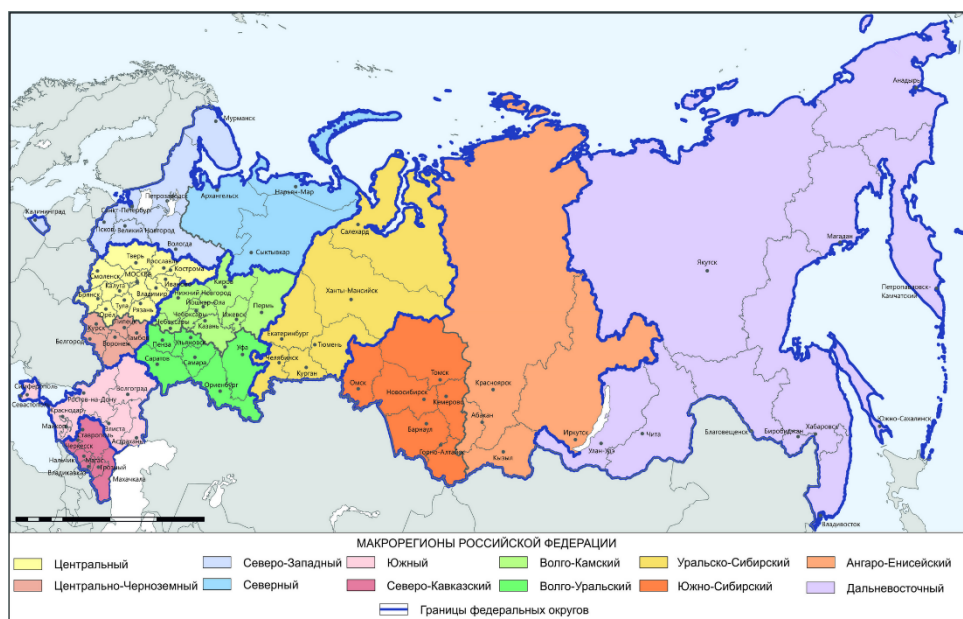 Мурманск
Анадырь
Петрозаводск
Архангельск
Нарьян-Мар
Калининград
Санкт-Петербург
Псков
Великий Новгород
Салехард
Вологда
Сыктывкар
Магадан
Якутск
Тверь
Ярославль
Кострома
Смоленск
МОСКВА
Иваново
Киров
Калуга
Владимир
Нижний Новгород
Петропавловск-
Камчатский
Ханты-Мансийск
Брянск
Тула
Йошкар-Ола
Пермь
Орёл
Рязань
Чебоксары
Ижевск
Казань
Липецк
Курск
Чебоксары
Екатеринбург
Белгород
Воронеж
Тамбов
Пенза
Ульяновск
Уфа
Тюмень
Саратов
Самара
Челябинск
Курган
Томск
Красноярск
Симферополь
Оренбург
Омск
Новосибирск
Кемерово
Севастополь
Ростов-на-Дону
Волгоград
Абакан
Южно-Сахалинск
Краснодар
Барнаул
Благовещенск
Биробиджан
Хабаровск
Майкоп
Элиста
Ставрополь
Астрахань
Иркутск
Чита
Черкесск
Горно-Алтайск
Кызыл
Улан-Удэ
Нальчик
Магас
Грозный
Владикавказ
Махачкала
Владивосток
МАКРОРЕГИОНЫ РОССИЙСКОЙ ФЕДЕРАЦИИ
Центральный
Северо-Западный
Южный
Волго-Камский
Уральско-Сибирский
Ангаро-Енисейский
Центрально-Черноземный
Северный
Северо-Кавказский
Волго-Уральский
Южно-Сибирский
Дальневосточный
Границы федеральных округов